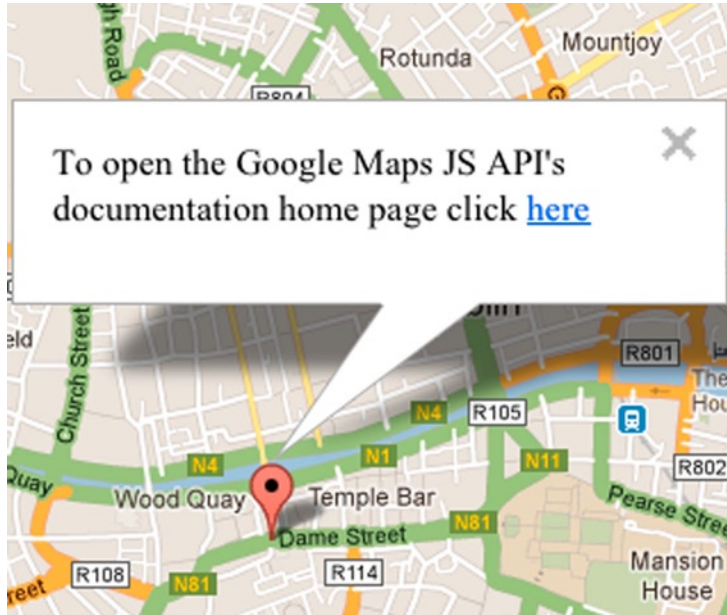 Rotunda
Mountjoy
R804
To open the Google Maps JS API's
documentation home page click here
R801
Church Street
N4
R105
N4
N1
N11
R802
Quay
Wood Quay
Temple Bar
Pearse Stree
N81
Dame Street
R108
N81
R114
Mansion
House